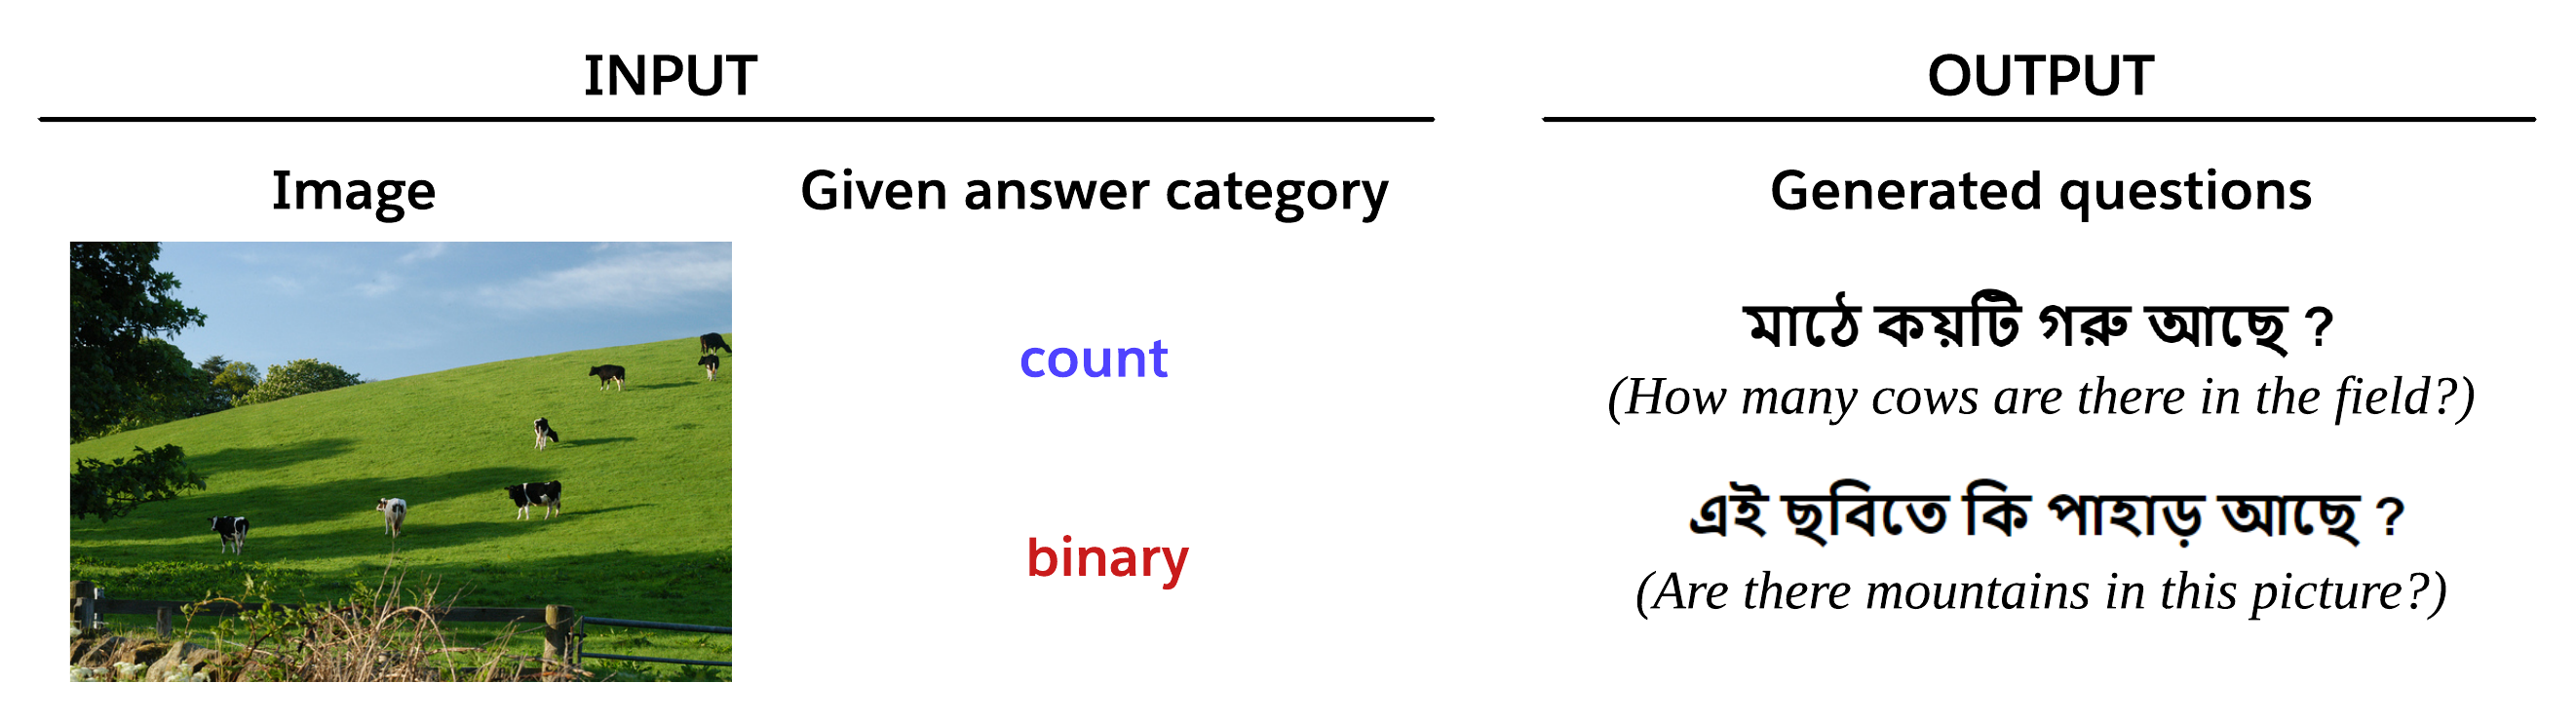 INPUT
OUTPUT
Image
Given answer category
Generated questions
count
মাঠে কয়টি গরু আছে ?
(How many cows are there in the field?)
binary
এই ছবিতে কি পাহাড় আছে ?
(Are there mountains in this picture?)